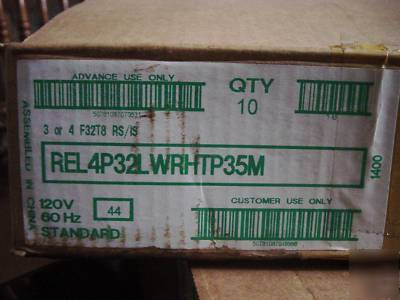 ADVANCE USE ONLY
QTY
10
3 or 4 F32T8 RS/IS
REL4P32LWRHTP35M
ASSEMBLED IN CHINA
1400
120V
60 Hz
44
STANDARD
CUSTOMER USE ONLY